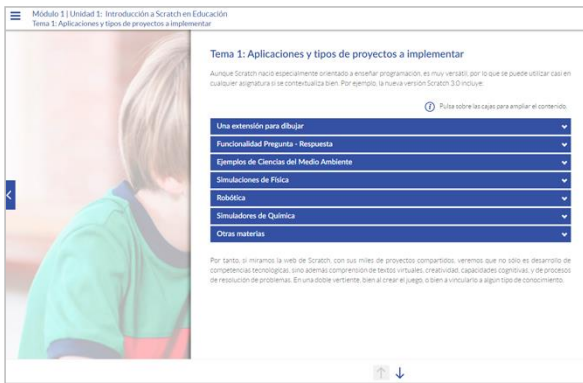 Módulo 1 | Unidad 1: Introducción a Scratch en Educación
Tema 1: Aplicaciones y tipos de proyectos a implementar
Tema 1: Aplicaciones y tipos de proyectos a implementar
Aunque Scratch nació especialmente orientado a enseñar programación, es muy versátil, por lo que se puede utilizar casi en
cualquier asignatura si se contextualiza bien. Por ejemplo, la nueva versión Scratch 3.0 incluye:
Pulsa sobre las cajas para ampliar el contenido.
Una extensión para dibujar
Funcionalidad Pregunta - Respuesta
Ejemplos de Ciencias del Medio Ambiente
Simulaciones de Física
Robótica
Simuladores de Química
Otras materias
Por tanto, si miramos la web de Scratch, con sus miles de proyectos compartidos, veremos que no sólo es desarrollo de
competencias tecnológicas, sino además comprensión de textos virtuales, creatividad, capacidades cognitivas, y de procesos
de resolución de problemas. En una doble vertiente, bien al crear el juego, o bien a vincularlo a algún tipo de conocimiento.